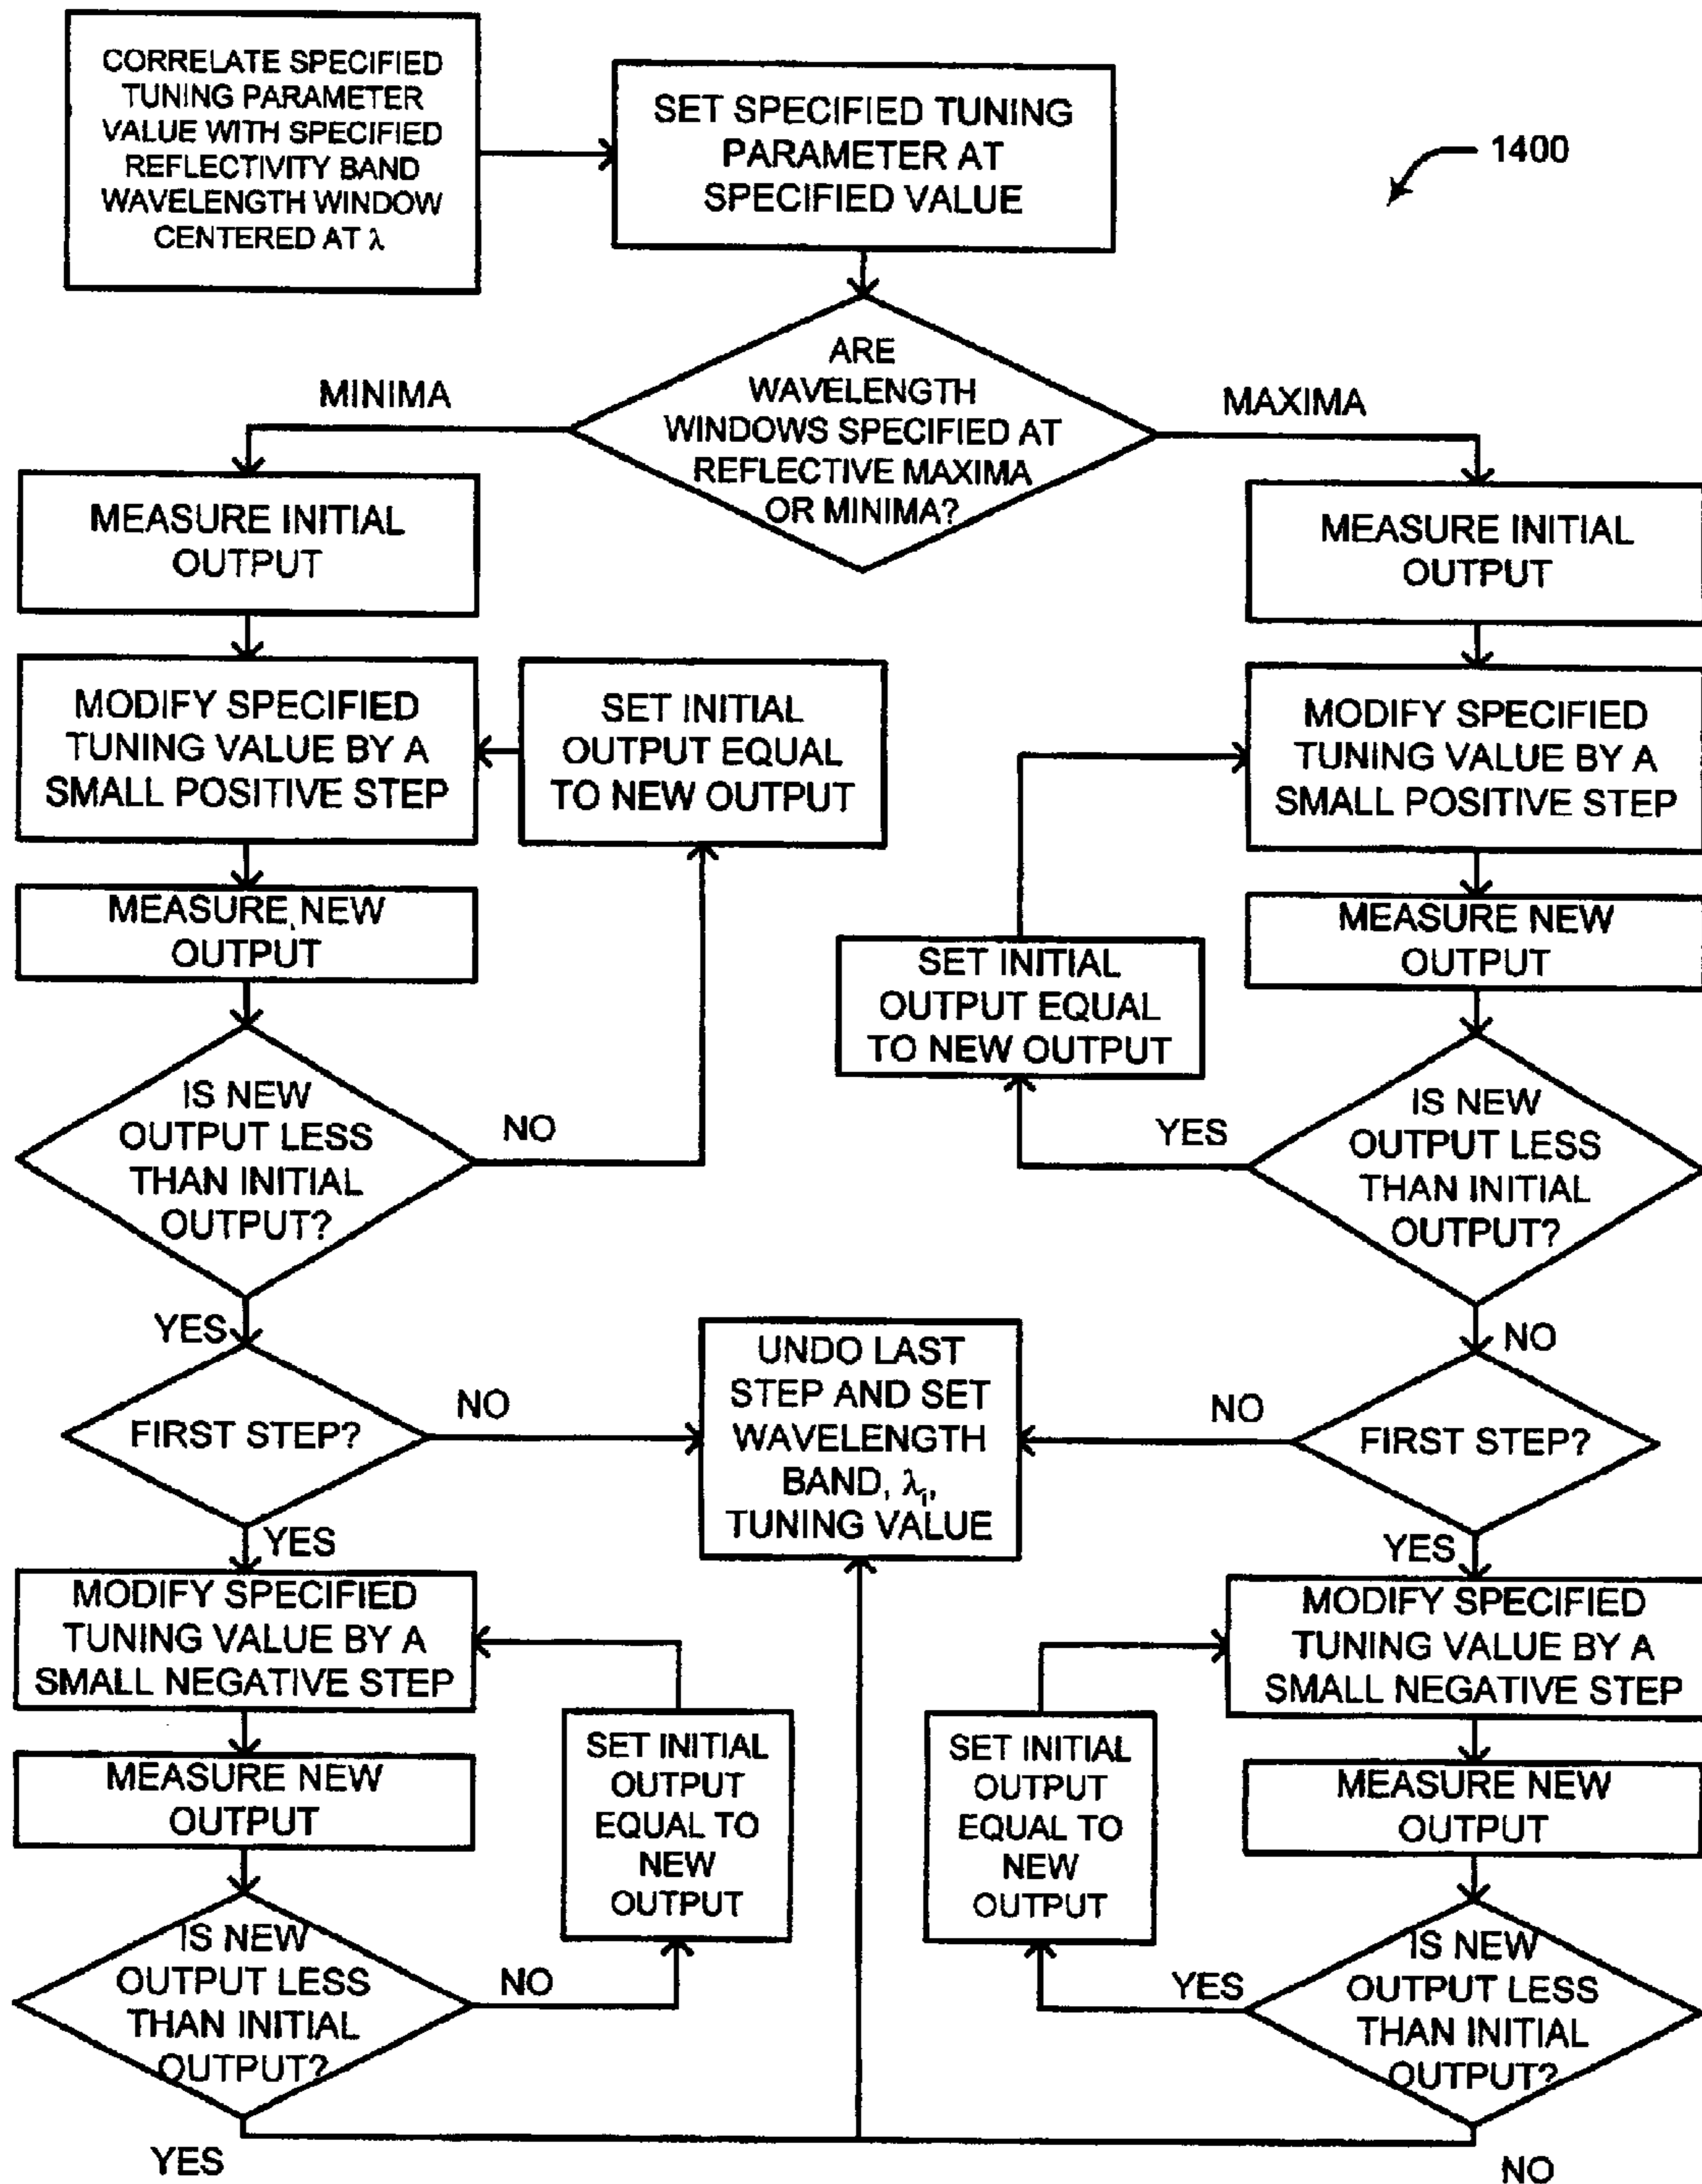 CORRELATE SPECIFIED
TUNING PARAMETER
VALUE WITH SPECIFIED
REFLECTIVITY BAND
WAVELENGTH WINDOW
CENTERED AT λ
SET SPECIFIED TUNING
PARAMETER AT
SPECIFIED VALUE
1400
ARE
WAVELENGTH
WINDOWS SPECIFIED AT
REFLECTIVE MAXIMA
OR MINIMA?
MINIMA
MAXIMA
MEASURE INITIAL
OUTPUT
MODIFY SPECIFIED
TUNING VALUE BY A
SMALL POSITIVE STEP
SET INITIAL
OUTPUT EQUAL
TO NEW OUTPUT
MEASURE NEW
OUTPUT
IS NEW
OUTPUT LESS
THAN INITIAL
OUTPUT?
NO
YES
FIRST STEP?
NO
YES
MODIFY SPECIFIED
TUNING VALUE BY A
SMALL NEGATIVE STEP
MEASURE NEW
OUTPUT
SET INITIAL
OUTPUT
EQUAL TO
NEW
OUTPUT
IS NEW
OUTPUT LESS
THAN INITIAL
OUTPUT?
NO
YES
UNDO LAST
STEP AND SET
WAVELENGTH
BAND, λi,
TUNING VALUE
MEASURE INITIAL
OUTPUT
MODIFY SPECIFIED
TUNING VALUE BY A
SMALL POSITIVE STEP
MEASURE NEW
OUTPUT
SET INITIAL
OUTPUT EQUAL
TO NEW OUTPUT
IS NEW
OUTPUT LESS
THAN INITIAL
OUTPUT?
YES
NO
FIRST STEP?
NO
YES
MODIFY SPECIFIED
TUNING VALUE BY A
SMALL NEGATIVE STEP
SET INITIAL
OUTPUT
EQUAL TO
NEW
OUTPUT
MEASURE NEW
OUTPUT
IS NEW
OUTPUT LESS
THAN INITIAL
OUTPUT?
YES
NO